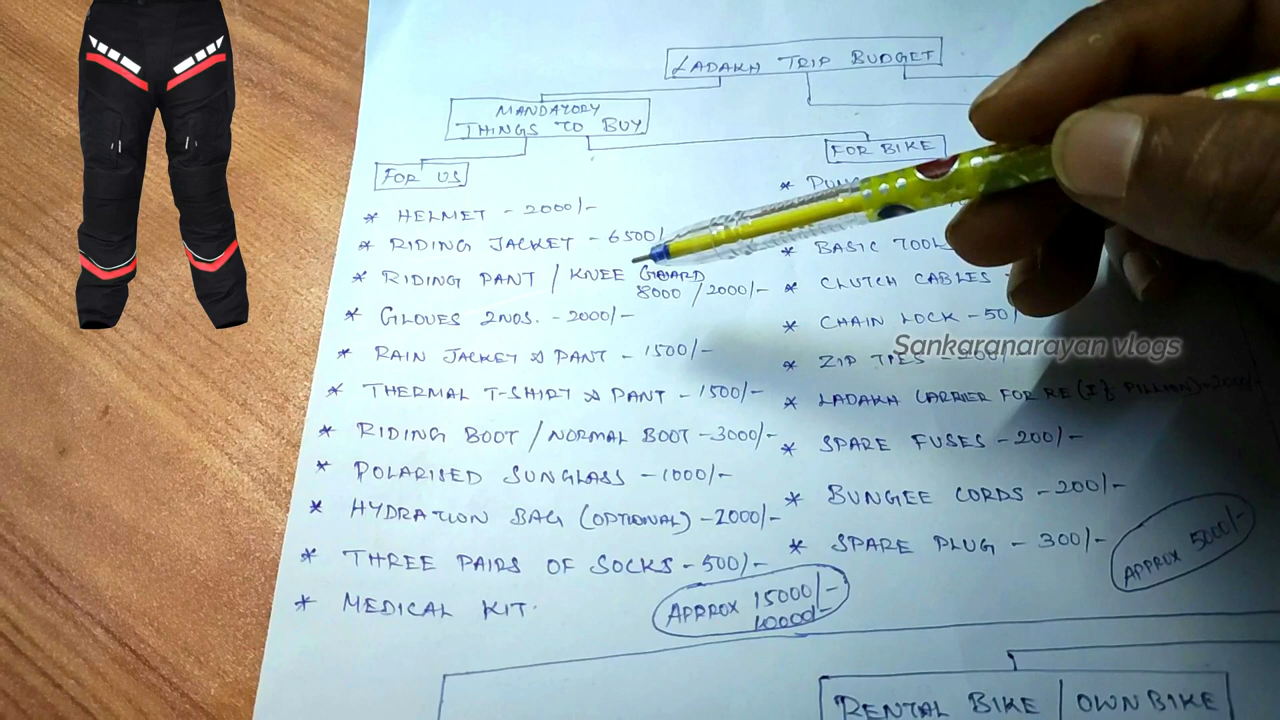 LADAKH TRIP BUDGET
MANDATORY
THINGS TO BUY
FOR US
* HELMET - 2000/-
* RIDING JACKET - 6500/
* RIDING PANT / KNEE GUARD
8000 / 2000/-
* GLOVES 2NOS. - 2000/-
* RAIN JACKET & PANT - 1500/-
* THERMAL T-SHIRT & PANT - 1500/-
* RIDING BOOT / NORMAL BOOT - 3000/-
* POLARISED SUNGLASS - 1000/-
* HYDRATION BAG (OPTIONAL) - 2000/-
* THREE PAIRS OF SOCKS - 500/-
* MEDICAL KIT.
APPROX 15000/-
FOR BIKE
* BASIC
* CLUTCH CABLES -
* CHAIN LOCK - 50/
* ZIP TIES -
* LADAKH CARRIER FOR RE (IF PILLION) -
* SPARE FUSES - 200/-
* BUNGEE CORDS - 200/-
* SPARE PLUG - 300/-
APPROX 5000/-
Sankaranarayan vlogs
RENTAL BIKE / OWN BIKE